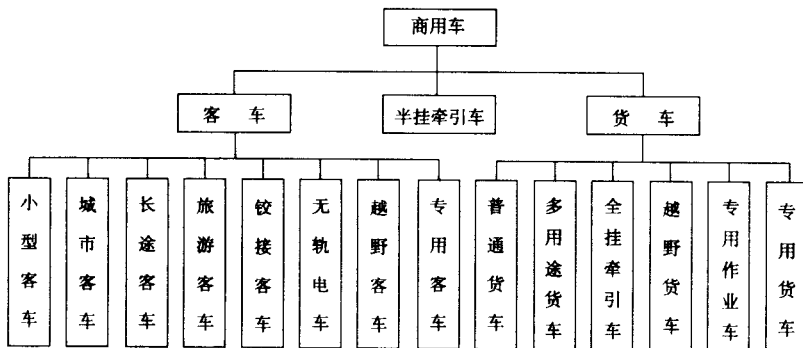 商用车
客 车
半挂牵引车
货 车
小型客车
城市客车
长途客车
旅游客车
铰接客车
无轨电车
越野客车
专用客车
普通货车
多用途货车
全挂牵引车
越野货车
专用作业车
专用货车